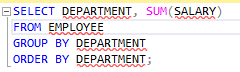 SELECT DEPARTMENT, SUM(SALARY)
FROM EMPLOYEE
GROUP BY DEPARTMENT
ORDER BY DEPARTMENT;